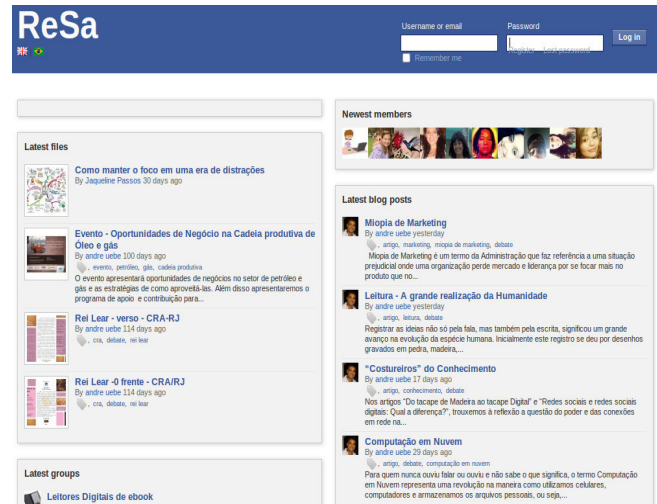 ReSa
Username or email
Password
Log in
Remember me
Register
Lost password
Latest files
Como manter o foco em uma era de distrações
By Jaqueline Passos 30 days ago
Evento - Oportunidades de Negócio na Cadeia produtiva de
Óleo e gás
By andre uebe 100 days ago
, evento, petróleo, gás, cadeia produtiva
O evento apresentará oportunidades de negócios no setor de petróleo e
gás e as estratégias de como aproveitá-las. Além disso apresentaremos o
programa de apoio e contribuição para...
Rei Lear - verso - CRA-RJ
By andre uebe 114 days ago
, cra, debate, rei lear
Rei Lear -0 frente - CRA/RJ
By andre uebe 114 days ago
, cra, debate, rei lear
Latest groups
Leitores Digitais de ebook
Newest members
Latest blog posts
Miopia de Marketing
By andre uebe yesterday
, artigo, marketing, miopia de marketing, debate
Miopia de Marketing é um termo da Administração que faz referência a uma situação
prejudicial onde uma organização perde mercado e liderança por se focar mais no
produto que no...
Leitura - A grande realização da Humanidade
By andre uebe yesterday
, artigo, leitura, debate
Registrar as ideias não só pela fala, mas também pela escrita, significou um grande
avanço na evolução da espécie humana. Inicialmente este registro se deu por desenhos
gravados em pedra, madeira,...
“Costureiros” do Conhecimento
By andre uebe 17 days ago
, artigo, conhecimento, debate
Nos artigos “Do tacape de Madeira ao tacape Digital” e “Redes sociais e redes sociais
digitais: Qual a diferença?”, trouxemos à reflexão a questão do poder e das conexões
em rede na...
Computação em Nuvem
By andre uebe 29 days ago
, artigo, debate, computação em nuvem
Para quem nunca ouviu falar ou ouviu e não sabe o que significa, o termo Computação
em Nuvem representa uma revolução na maneira como utilizamos celulares,
computadores e armazenamos os arquivos pessoais, ou seja,...